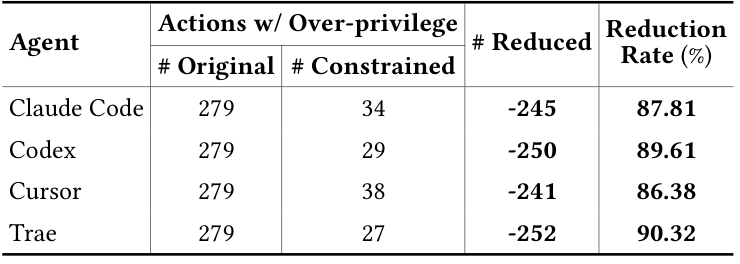 Agent | Actions w/ Over-privilege | # Reduced | Reduction Rate (%)
# Original | # Constrained
Claude Code | 279 | 34 | -245 | 87.81
Codex | 279 | 29 | -250 | 89.61
Cursor | 279 | 38 | -241 | 86.38
Trae | 279 | 27 | -252 | 90.32